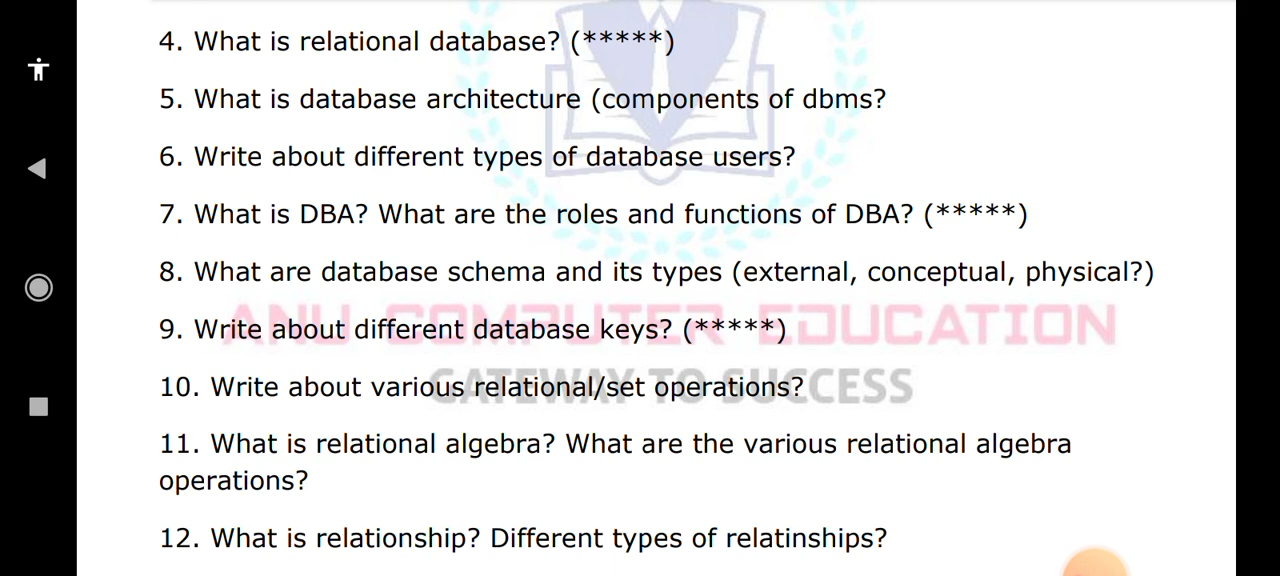 4. What is relational database? (*****)
5. What is database architecture (components of dbms?
6. Write about different types of database users?
7. What is DBA? What are the roles and functions of DBA? (*****)
8. What are database schema and its types (external, conceptual, physical?)
ANU COMPUTER EDUCATION
9. Write about different database keys? (*****)
10. Write about various relational/set operations?
GATEWAY TO SUCCESS
11. What is relational algebra? What are the various relational algebra
operations?
12. What is relationship? Different types of relatinships?